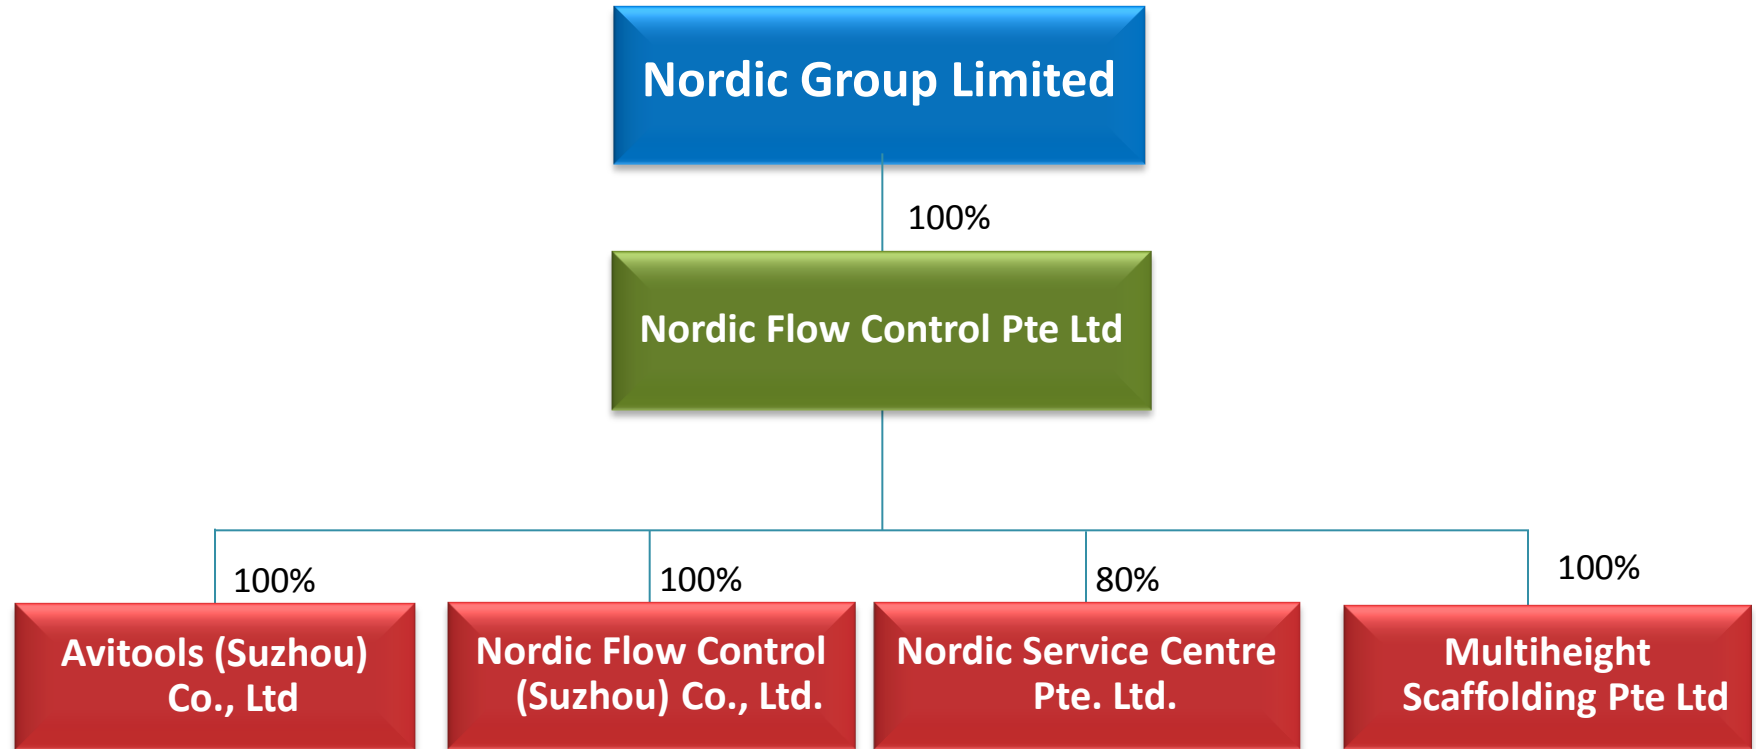 Nordic Group Limited
100%
Nordic Flow Control Pte Ltd
100%
100%
80%
100%
Avitools (Suzhou)
Co., Ltd
Nordic Flow Control
(Suzhou) Co., Ltd.
Nordic Service Centre
Pte. Ltd.
Multiheight
Scaffolding Pte Ltd